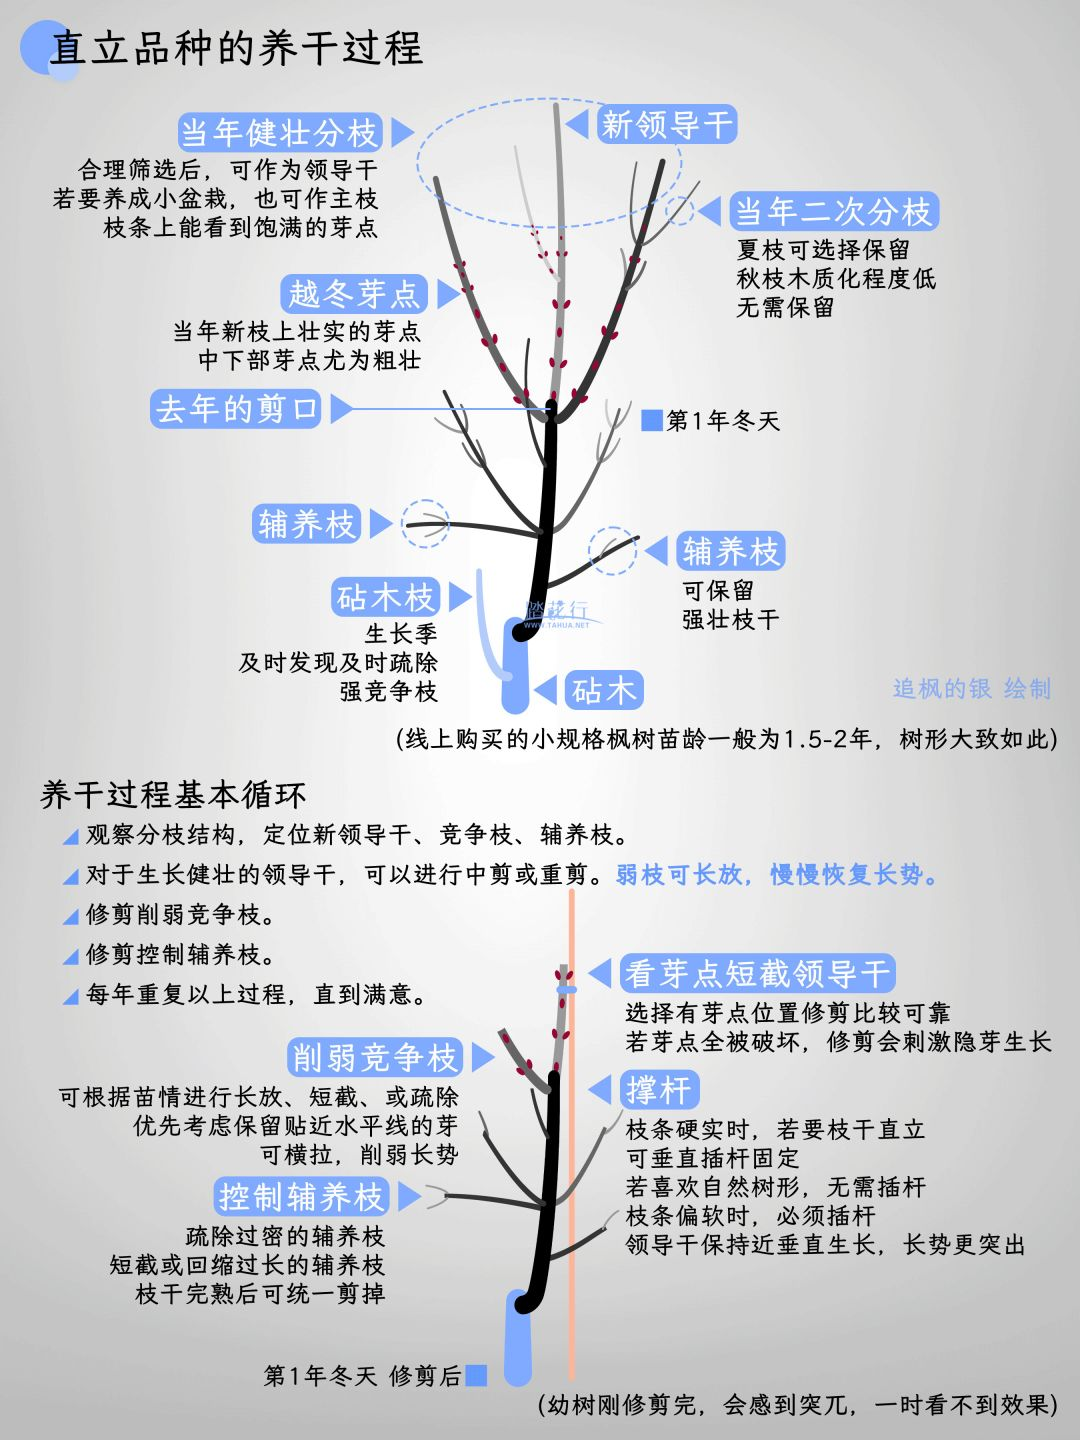 直立品种的养干过程
当年健壮分枝
合理筛选后，可作为领导干
若要养成小盆栽，也可作主枝
枝条上能看到饱满的芽点
新领导干
当年二次分枝
夏枝可选择保留
秋枝木质化程度低
无需保留
越冬芽点
当年新枝上壮实的芽点
中下部芽点尤为粗壮
去年的剪口
第1年冬天
辅养枝
辅养枝
可保留
强壮枝干
砧木枝
生长季
及时发现及时疏除
强竞争枝
踏花行
WWW.TAHUA.NET
砧木
追枫的银 绘制
(线上购买的小规格枫树苗龄一般为1.5-2年，树形大致如此)
养干过程基本循环
观察分枝结构，定位新领导干、竞争枝、辅养枝。
对于生长健壮的领导干，可以进行中剪或重剪。弱枝可长放，慢慢恢复长势。
修剪削弱竞争枝。
修剪控制辅养枝。
每年重复以上过程，直到满意。
看芽点短截领导干
选择有芽点位置修剪比较可靠
若芽点全被破坏，修剪会刺激隐芽生长
削弱竞争枝
可根据苗情进行长放、短截、或疏除
优先考虑保留贴近水平线的芽
可横拉，削弱长势
撑杆
枝条硬实时，若要枝干直立
可垂直插杆固定
若喜欢自然树形，无需插杆
枝条偏软时，必须插杆
领导干保持近垂直生长，长势更突出
控制辅养枝
疏除过密的辅养枝
短截或回缩过长的辅养枝
枝干完熟后可统一剪掉
第1年冬天 修剪后
(幼树刚修剪完，会感到突兀，一时看不到效果)